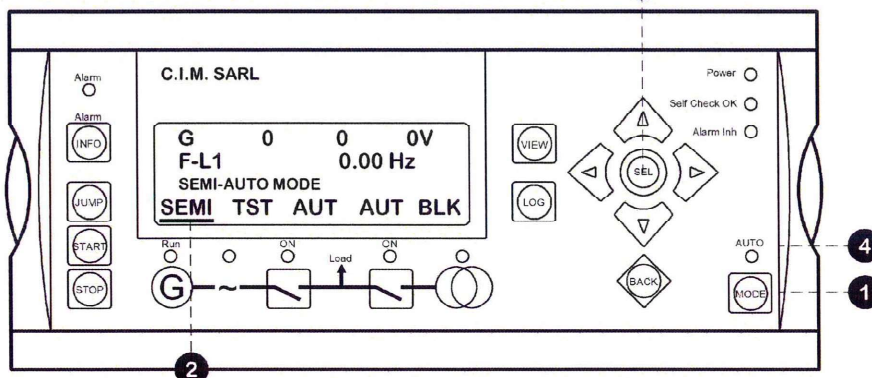 Alarm
C.I.M. SARL
Power
Self Check OK
Alarm
Alarm Inh
INFO
G 0 0 0V
F-L1 0.00 Hz
SEMI-AUTO MODE
SEMI TST AUT AUT BLK
VIEW
SEL
JUMP
LOG
START
Run
ON
Load
ON
AUTO
4
STOP
G
~
BACK
MODE
1
2